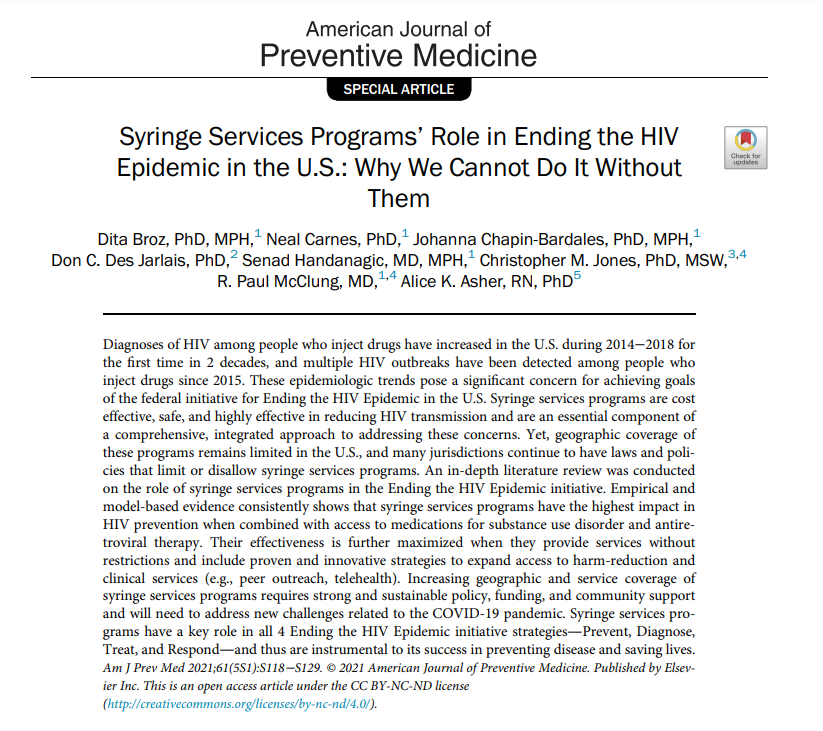 American Journal of
Preventive Medicine
SPECIAL ARTICLE
Syringe Services Programs’ Role in Ending the HIV
Epidemic in the U.S.: Why We Cannot Do It Without
Them
Check for
updates
Dita Broz, PhD, MPH,1 Neal Carnes, PhD,1 Johanna Chapin-Bardales, PhD, MPH,1
Don C. Des Jarlais, PhD,2 Senad Handanagic, MD, MPH,1 Christopher M. Jones, PhD, MSW,3,4
R. Paul McClung, MD,1,4 Alice K. Asher, RN, PhD5
Diagnoses of HIV among people who inject drugs have increased in the U.S. during 2014−2018 for
the first time in 2 decades, and multiple HIV outbreaks have been detected among people who
inject drugs since 2015. These epidemiologic trends pose a significant concern for achieving goals
of the federal initiative for Ending the HIV Epidemic in the U.S. Syringe services programs are cost
effective, safe, and highly effective in reducing HIV transmission and are an essential component of
a comprehensive, integrated approach to addressing these concerns. Yet, geographic coverage of
these programs remains limited in the U.S., and many jurisdictions continue to have laws and poli-
cies that limit or disallow syringe services programs. An in-depth literature review was conducted
on the role of syringe services programs in the Ending the HIV Epidemic initiative. Empirical and
model-based evidence consistently shows that syringe services programs have the highest impact in
HIV prevention when combined with access to medications for substance use disorder and antire-
troviral therapy. Their effectiveness is further maximized when they provide services without
restrictions and include proven and innovative strategies to expand access to harm-reduction and
clinical services (e.g., peer outreach, telehealth). Increasing geographic and service coverage of
syringe services programs requires strong and sustainable policy, funding, and community support
and will need to address new challenges related to the COVID-19 pandemic. Syringe services pro-
grams have a key role in all 4 Ending the HIV Epidemic initiative strategies—Prevent, Diagnose,
Treat, and Respond—and thus are instrumental to its success in preventing disease and saving lives.
Am J Prev Med 2021;61(5S1):S118−S129. © 2021 American Journal of Preventive Medicine. Published by Elsev-
ier Inc. This is an open access article under the CC BY-NC-ND license
(http://creativecommons.org/licenses/by-nc-nd/4.0/).